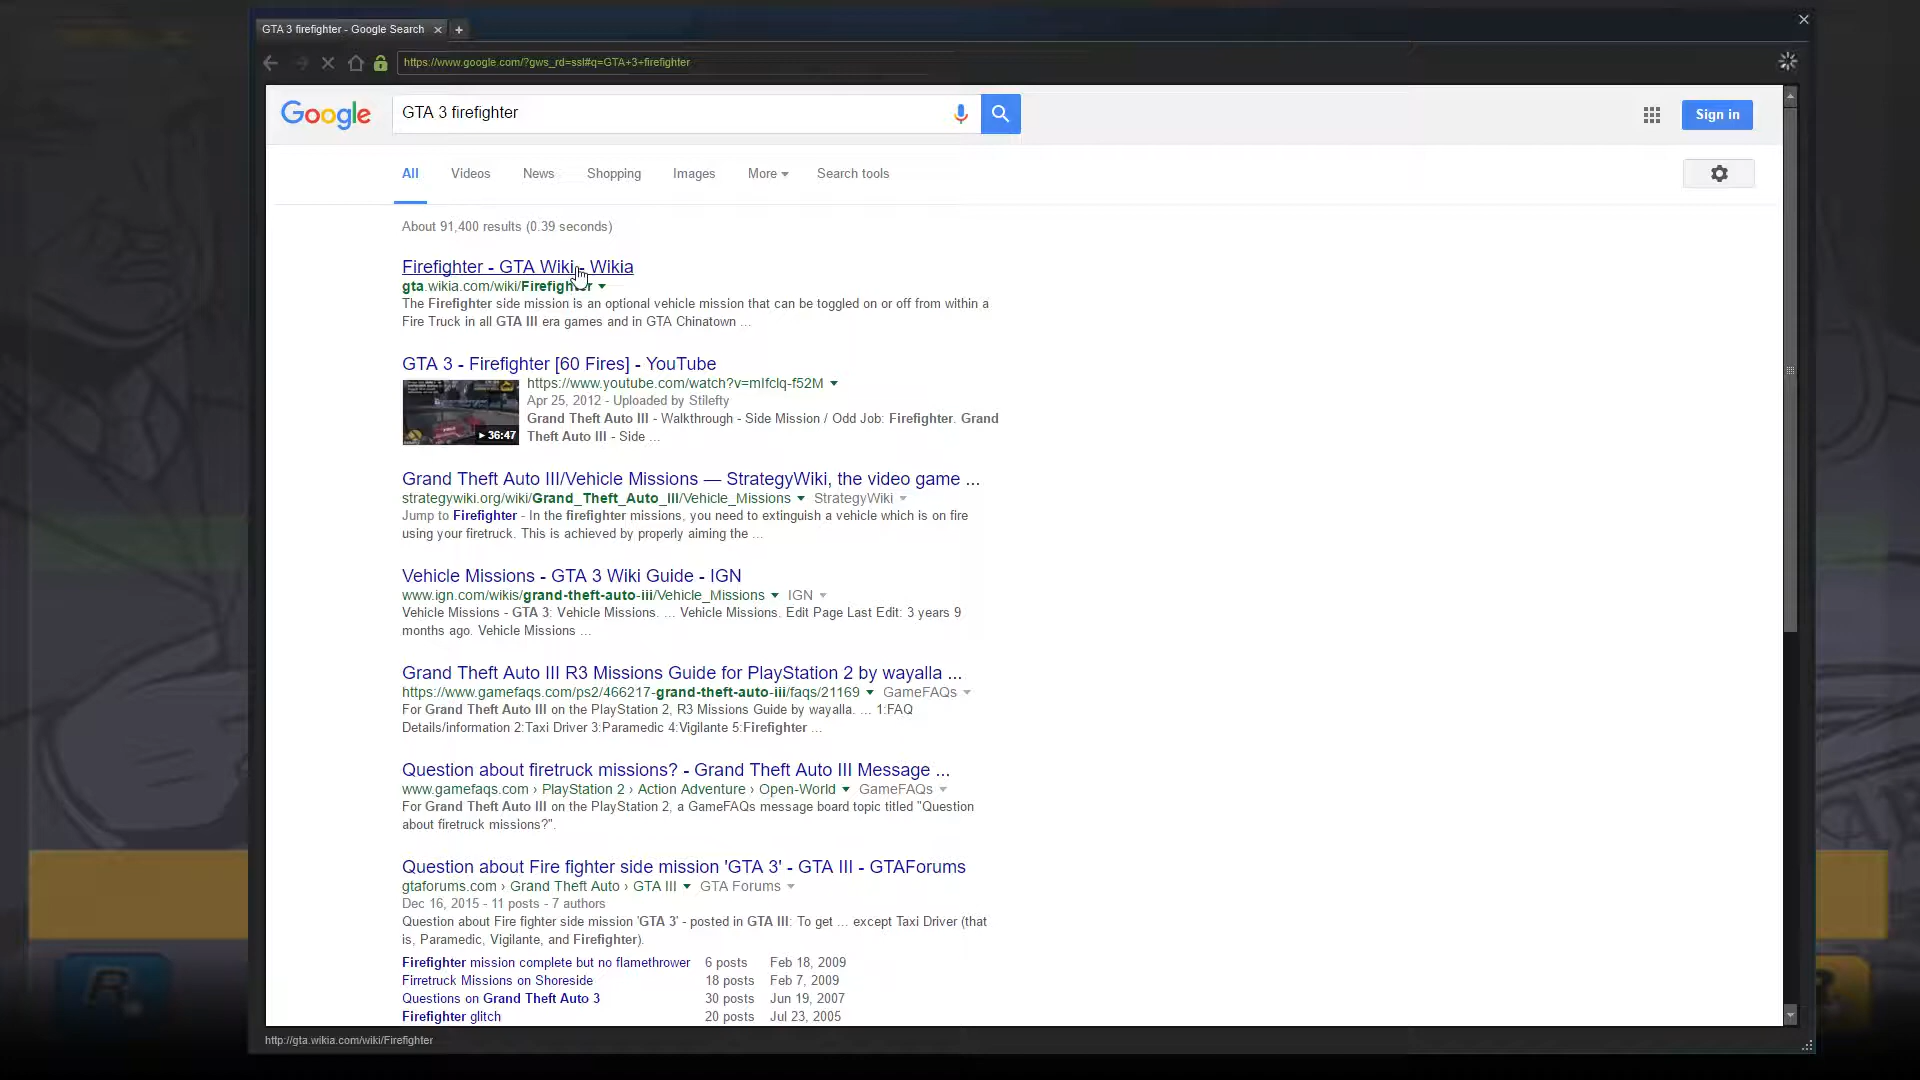 GTA 3 firefighter - Google Search
https://www.google.com/?gws_rd=ssl#q=GTA+3+firefighter
Google
GTA 3 firefighter
Sign in
All Videos News Shopping Images More Search tools
About 91,400 results (0.39 seconds)
Firefighter - GTA Wiki - Wikia
gta.wikia.com/wiki/Firefighter
The Firefighter side mission is an optional vehicle mission that can be toggled on or off from within a
Fire Truck in all GTA III era games and in GTA Chinatown ...
GTA 3 - Firefighter [60 Fires] - YouTube
https://www.youtube.com/watch?v=mIfclq-f52M
Apr 25, 2012 - Uploaded by Stilefty
Grand Theft Auto III - Walkthrough - Side Mission / Odd Job: Firefighter. Grand
Theft Auto III - Side ...
36:47
Grand Theft Auto III/Vehicle Missions — StrategyWiki, the video game ...
strategywiki.org/wiki/Grand_Theft_Auto_III/Vehicle_Missions StrategyWiki
Jump to Firefighter - In the firefighter missions, you need to extinguish a vehicle which is on fire
using your firetruck. This is achieved by properly aiming the ...
Vehicle Missions - GTA 3 Wiki Guide - IGN
www.ign.com/wikis/grand-theft-auto-iii/Vehicle_Missions IGN
Vehicle Missions - GTA 3: Vehicle Missions. ... Vehicle Missions. Edit Page Last Edit: 3 years 9
months ago. Vehicle Missions ...
Grand Theft Auto III R3 Missions Guide for PlayStation 2 by wayalla ...
https://www.gamefaqs.com/ps2/466217-grand-theft-auto-iii/faqs/21169 GameFAQs
For Grand Theft Auto III on the PlayStation 2, R3 Missions Guide by wayalla. ... 1:FAQ
Details/information 2:Taxi Driver 3:Paramedic 4:Vigilante 5:Firefighter ...
Question about firetruck missions? - Grand Theft Auto III Message ...
www.gamefaqs.com › PlayStation 2 › Action Adventure › Open-World GameFAQs
For Grand Theft Auto III on the PlayStation 2, a GameFAQs message board topic titled "Question
about firetruck missions?".
Question about Fire fighter side mission 'GTA 3' - GTA III - GTAForums
gtaforums.com › Grand Theft Auto › GTA III GTA Forums
Dec 16, 2015 - 11 posts - 7 authors
Question about Fire fighter side mission 'GTA 3' - posted in GTA III: To get ... except Taxi Driver (that
is, Paramedic, Vigilante, and Firefighter).
Firefighter mission complete but no flamethrower 6 posts Feb 18, 2009
Firretruck Missions on Shoreside 18 posts Feb 7, 2009
Questions on Grand Theft Auto 3 30 posts Jun 19, 2007
Firefighter glitch 20 posts Jul 23, 2005
http://gta.wikia.com/wiki/Firefighter